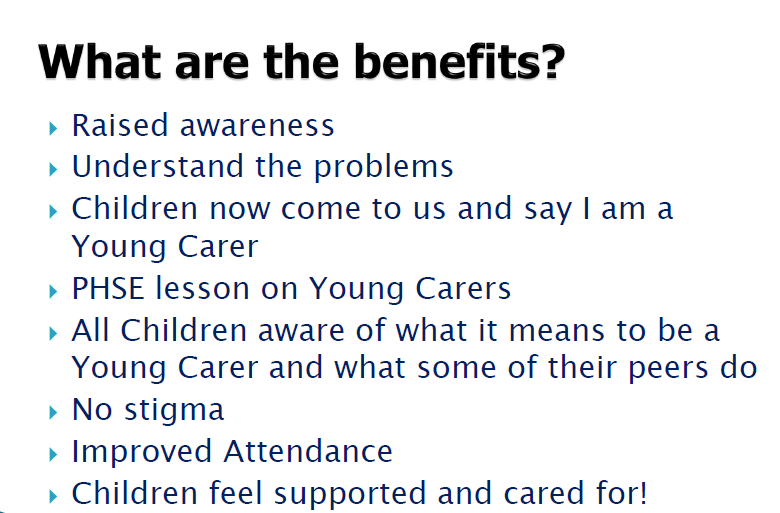 What are the benefits?
Raised awareness
Understand the problems
Children now come to us and say I am a
Young Carer
PHSE lesson on Young Carers
All Children aware of what it means to be a
Young Carer and what some of their peers do
No stigma
Improved Attendance
Children feel supported and cared for!